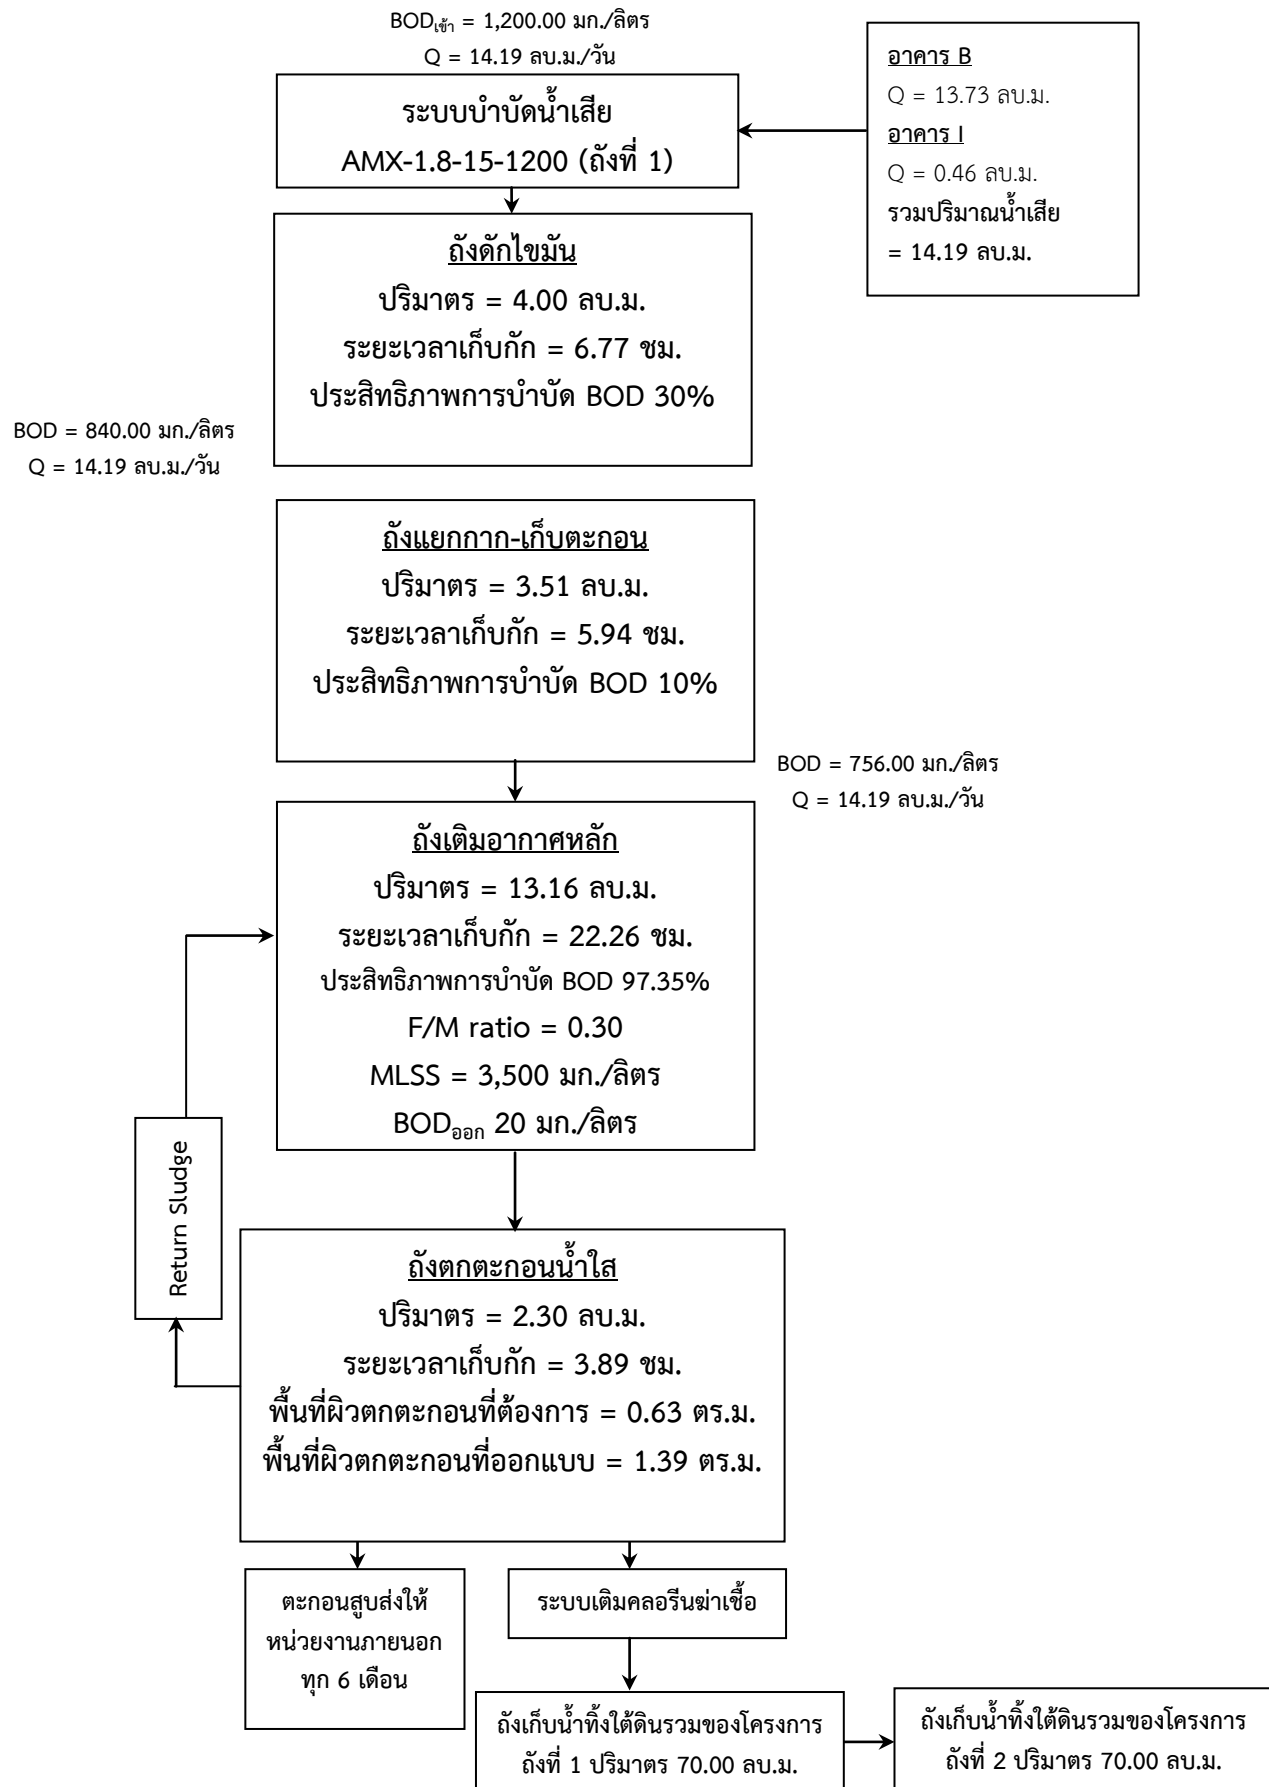 BODเข้า = 1,200.00 มก./ลิตร
Q = 14.19 ลบ.ม./วัน
ระบบบำบัดน้ำเสีย
AMX-1.8-15-1200 (ถังที่ 1)
อาคาร B
Q = 13.73 ลบ.ม.
อาคาร I
Q = 0.46 ลบ.ม.
รวมปริมาณน้ำเสีย
= 14.19 ลบ.ม.
ถังดักไขมัน
ปริมาตร = 4.00 ลบ.ม.
ระยะเวลาเก็บกัก = 6.77 ชม.
ประสิทธิภาพการบำบัด BOD 30%
BOD = 840.00 มก./ลิตร
Q = 14.19 ลบ.ม./วัน
ถังแยกกาก-เก็บตะกอน
ปริมาตร = 3.51 ลบ.ม.
ระยะเวลาเก็บกัก = 5.94 ชม.
ประสิทธิภาพการบำบัด BOD 10%
BOD = 756.00 มก./ลิตร
Q = 14.19 ลบ.ม./วัน
ถังเติมอากาศหลัก
ปริมาตร = 13.16 ลบ.ม.
ระยะเวลาเก็บกัก = 22.26 ชม.
ประสิทธิภาพการบำบัด BOD 97.35%
F/M ratio = 0.30
MLSS = 3,500 มก./ลิตร
BODออก 20 มก./ลิตร
Return Sludge
ถังตกตะกอนน้ำใส
ปริมาตร = 2.30 ลบ.ม.
ระยะเวลาเก็บกัก = 3.89 ชม.
พื้นที่ผิวตกตะกอนที่ต้องการ = 0.63 ตร.ม.
พื้นที่ผิวตกตะกอนที่ออกแบบ = 1.39 ตร.ม.
ตะกอนสูบส่งให้
หน่วยงานภายนอก
ทุก 6 เดือน
ระบบเติมคลอรีนฆ่าเชื้อ
ถังเก็บน้ำทิ้งใต้ดินรวมของโครงการ
ถังที่ 1 ปริมาตร 70.00 ลบ.ม.
ถังเก็บน้ำทิ้งใต้ดินรวมของโครงการ
ถังที่ 2 ปริมาตร 70.00 ลบ.ม.